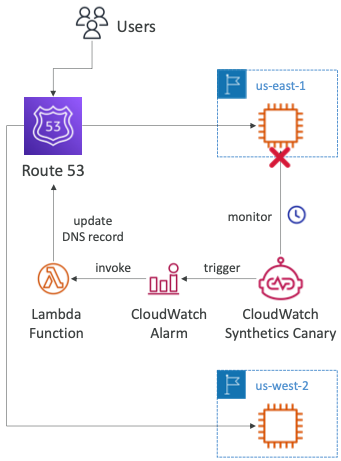 Users
us-east-1
53
Route 53
monitor
update
DNS record
invoke
trigger
Lambda
Function
CloudWatch
Alarm
CloudWatch
Synthetics Canary
us-west-2